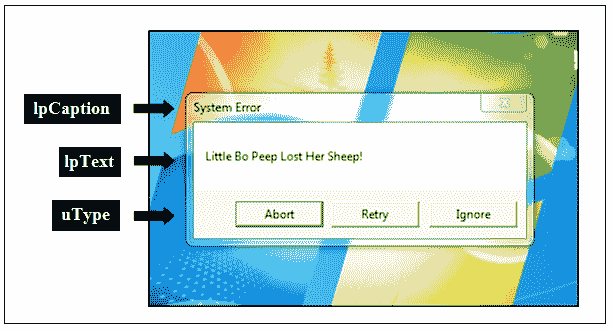 lpCaption
System Error
lpText
Little Bo Peep Lost Her Sheep!
uType
Abort Retry Ignore